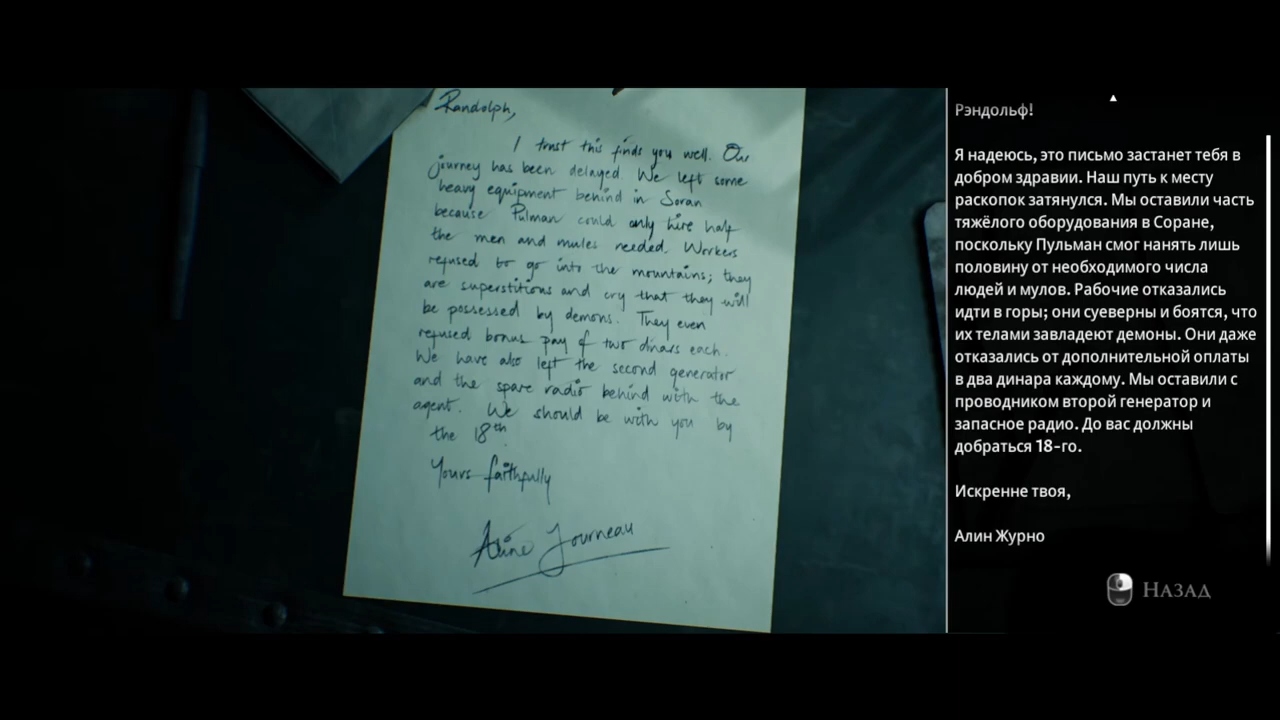 Randolph,
I trust this finds you well. Our
journey has been delayed We left some
heavy equipment behind in Soran
because Pulman could only hire half
the men and mules needed. Workers
refused to go into the mountains; they
are superstitious and cry that they will
be possessed by demons. They even
refused bonus pay of two dinars each.
We have also left the second generator
and the spare radio behind with the
agent. We should be with you by
the 18th
Yours faithfully
Aline Journeau
Рэндольф!
Я надеюсь, это письмо застанет тебя в
добром здравии. Наш путь к месту
раскопок затянулся. Мы оставили часть
тяжёлого оборудования в Соране,
поскольку Пульман смог нанять лишь
половину от необходимого числа
людей и мулов. Рабочие отказались
идти в горы; они суеверны и боятся, что
их телами завладеют демоны. Они даже
отказались от дополнительной оплаты
в два динара каждому. Мы оставили с
проводником второй генератор и
запасное радио. До вас должны
добраться 18-го.
Искренне твоя,
Алин Журно
Назад